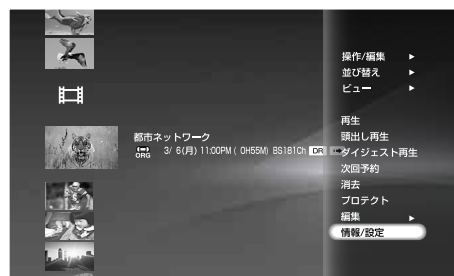 操作/編集 ▶
並び替え ▶
ビュー ▶
都市ネットワーク
ORG 3/ 6(月) 11:00PM ( 0H55M) BS181Ch DR
再生
頭出し再生
ダイジェスト再生
次回予約
消去
プロテクト
編集 ▶
情報/設定